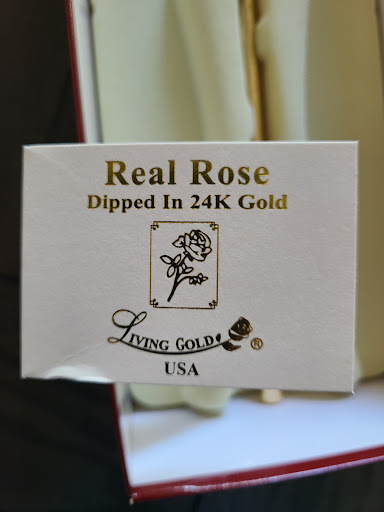 Real Rose
Dipped In 24K Gold
Living Gold ®
USA